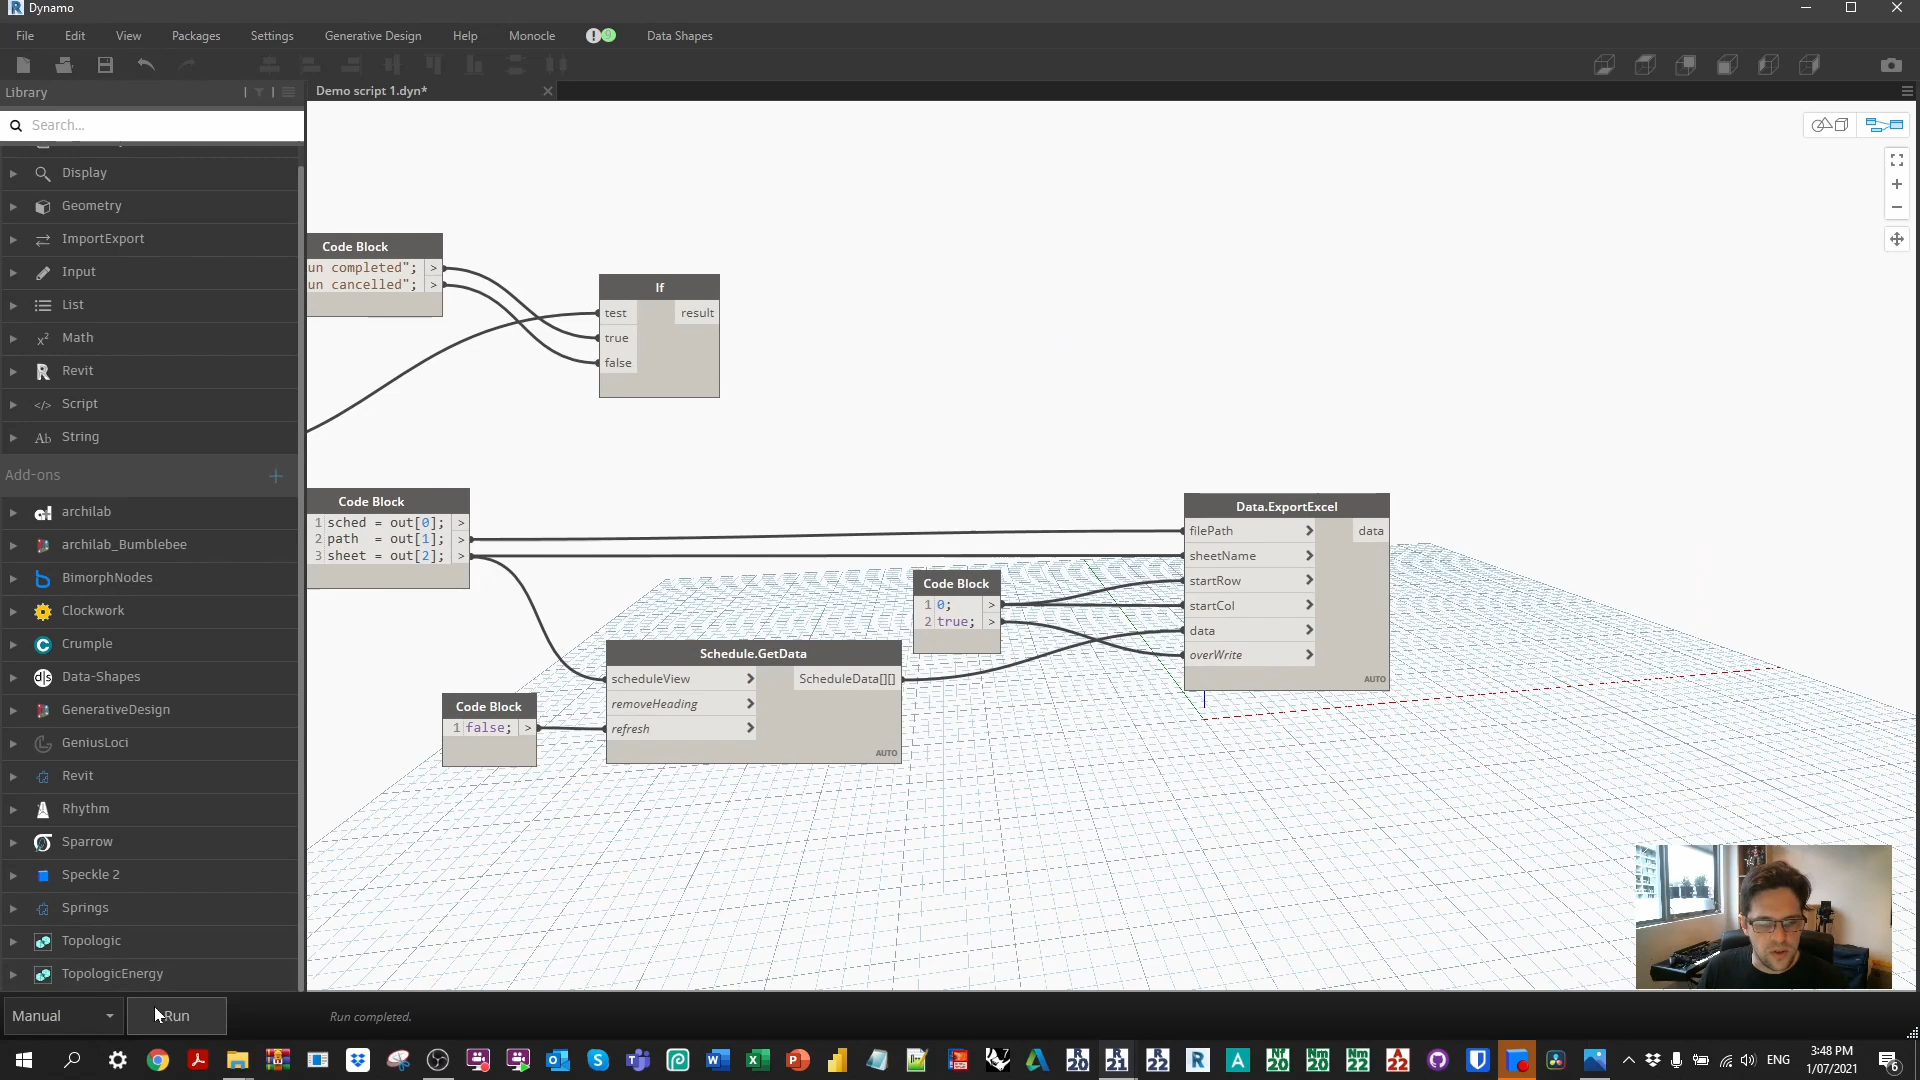 Dynamo
File Edit View Packages Settings Generative Design Help Monocle Data Shapes
Library
Demo script 1.dyn*
Search...
Display
Geometry
ImportExport
Input
List
Math
Revit
Script
String
Add-ons
archilab
archilab_Bumblebee
BimorphNodes
Clockwork
Crumple
Data-Shapes
GenerativeDesign
GeniusLoci
Revit
Rhythm
Sparrow
Speckle 2
Springs
Topologic
TopologicEnergy
Code Block
un completed"; >
un cancelled"; >
If
test result
true
false
Code Block
1 sched = out[0]; >
2 path = out[1]; >
3 sheet = out[2]; >
Code Block
1 0; >
2 true; >
Data.ExportExcel
filePath data
sheetName
startRow
startCol
data
overWrite
AUTO
Schedule.GetData
scheduleView ScheduleData[][]
removeHeading
refresh
AUTO
Code Block
1 false; >
Manual
Run
Run completed.
ENG
3:48 PM
1/07/2021